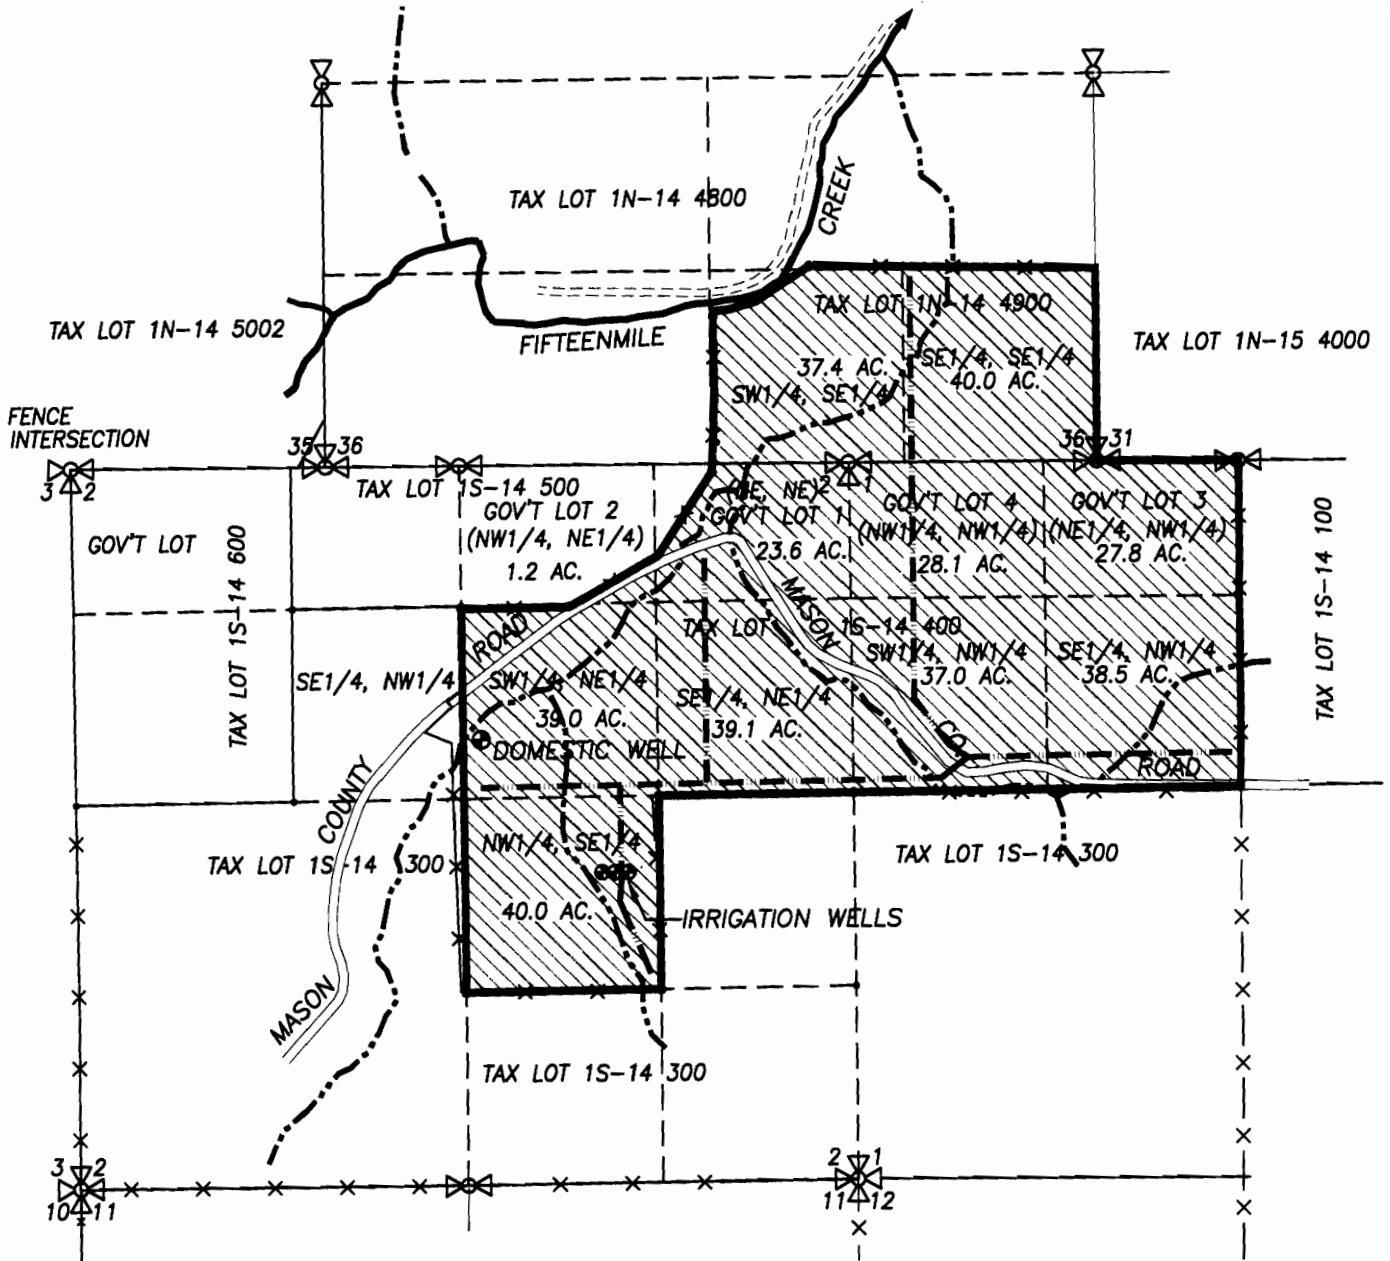 TAX LOT 1N-14 4800
CREEK
TAX LOT 1N-14 5002
FIFTEENMILE
TAX LOT 1N-14 4900
TAX LOT 1N-15 4000
37.4 AC.
SW1/4, SE1/4
SE1/4, SE1/4
40.0 AC.
FENCE
INTERSECTION
35 36
36 31
3 2
2 1
TAX LOT 1S-14 500
GOV'T LOT
TAX LOT 1S-14 600
GOV'T LOT 2
(NW1/4, NE1/4)
1.2 AC.
(NE, NE)
GOV'T LOT 1
23.6 AC.
GOV'T LOT 4
(NW1/4, NW1/4)
28.1 AC.
GOV'T LOT 3
(NE1/4, NW1/4)
27.8 AC.
TAX LOT 1S-14 100
MASON
ROAD
TAX LOT 1S-14 400
SE1/4, NW1/4
SW1/4, NE1/4
39.0 AC.
SE1/4, NE1/4
39.1 AC.
SW1/4, NW1/4
37.0 AC.
SE1/4, NW1/4
38.5 AC.
CO.
ROAD
DOMESTIC WELL
COUNTY
TAX LOT 1S-14 300
NW1/4, SE1/4
40.0 AC.
TAX LOT 1S-14 300
IRRIGATION WELLS
MASON
TAX LOT 1S-14 300
3 2
10 11
2 1
11 12